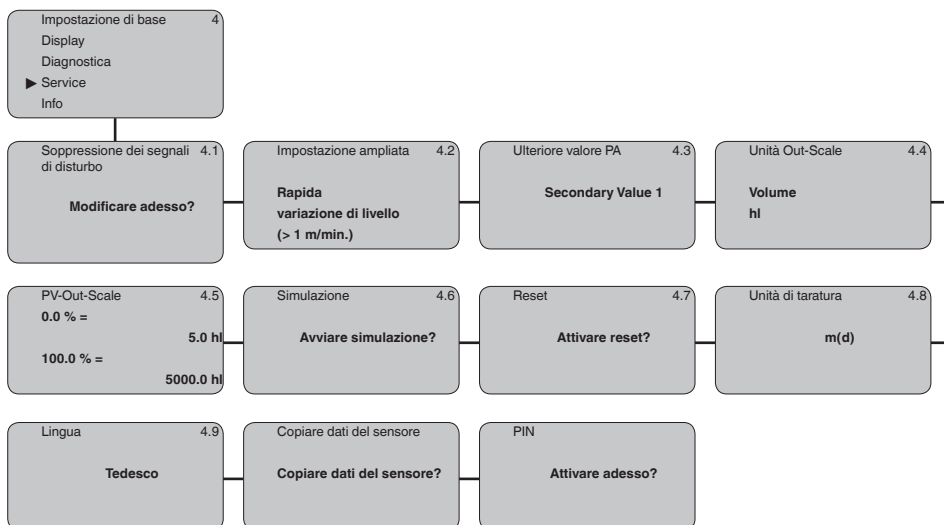 Impostazione di base 4
Display
Diagnostica
▶ Service
Info
Soppressione dei segnali 4.1
di disturbo
Modificare adesso?
Impostazione ampliata 4.2
Rapida
variazione di livello
(> 1 m/min.)
Ulteriore valore PA 4.3
Secondary Value 1
Unità Out-Scale 4.4
Volume
hl
PV-Out-Scale 4.5
0.0 % =
5.0 hl
100.0 % =
5000.0 hl
Simulazione 4.6
Avviare simulazione?
Reset 4.7
Attivare reset?
Unità di taratura 4.8
m(d)
Lingua 4.9
Tedesco
Copiare dati del sensore
Copiare dati del sensore?
PIN
Attivare adesso?